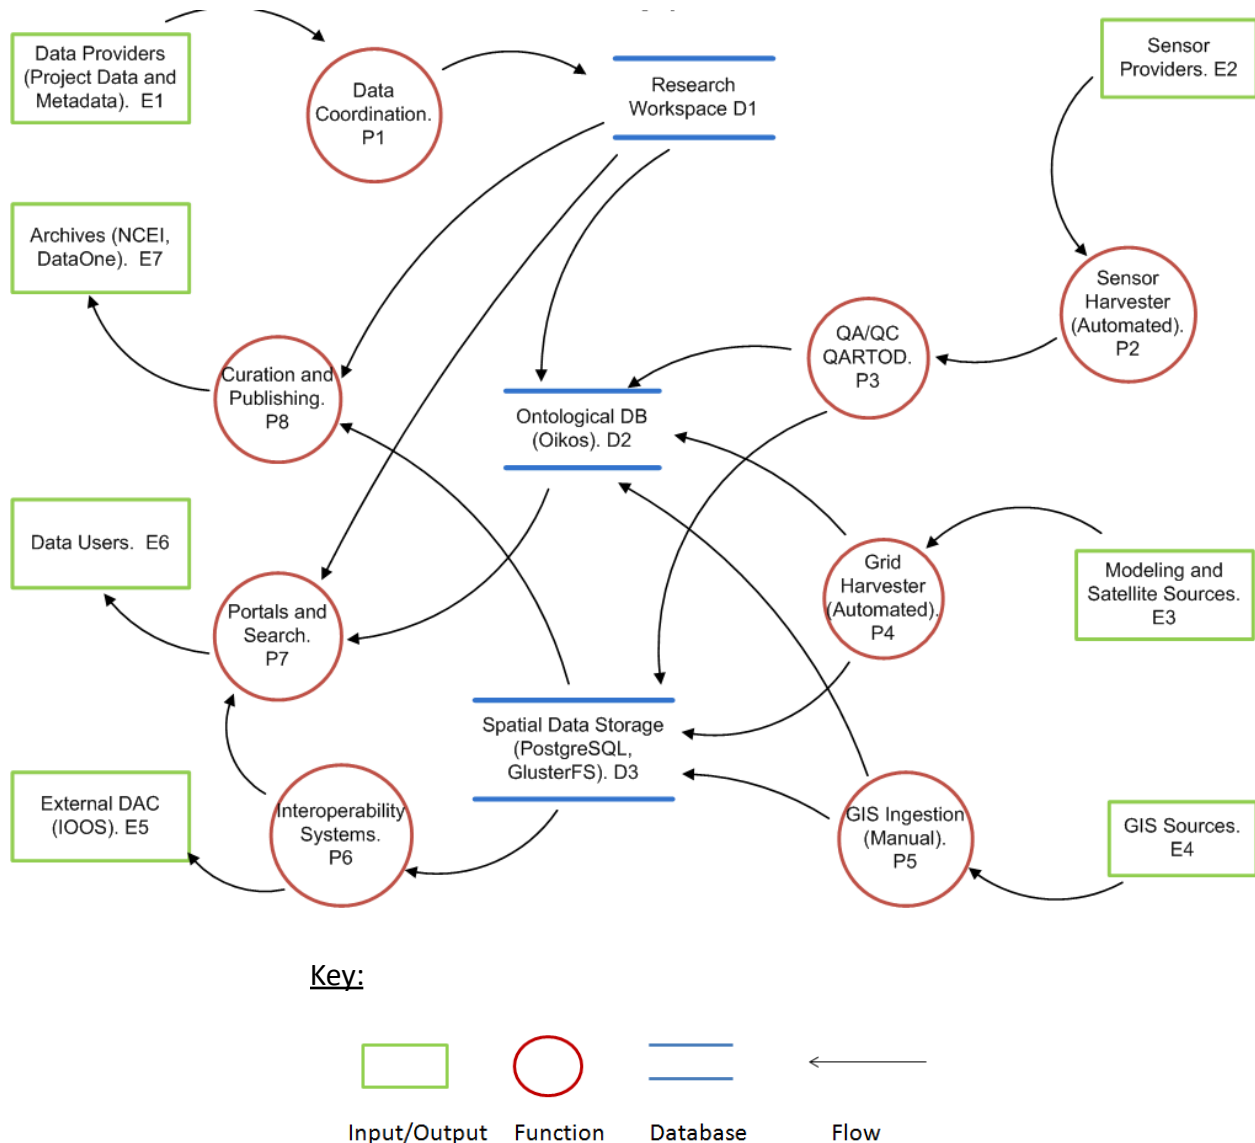 Data Providers
(Project Data and
Metadata).  E1
Data
Coordination.
P1
Research
Workspace D1
Sensor
Providers. E2
Archives (NCEI,
DataOne).  E7
Sensor
Harvester
(Automated).
P2
QA/QC
QARTOD.
P3
Curation and
Publishing.
P8
Ontological DB
(Oikos). D2
Data Users.  E6
Grid
Harvester
(Automated).
P4
Modeling and
Satellite Sources.
E3
Portals and
Search.
P7
Spatial Data Storage
(PostgreSQL,
GlusterFS). D3
External DAC
(IOOS). E5
Interoperability
Systems.
P6
GIS Ingestion
(Manual).
P5
GIS Sources.
E4
Key:
Input/Output
Function
Database
Flow